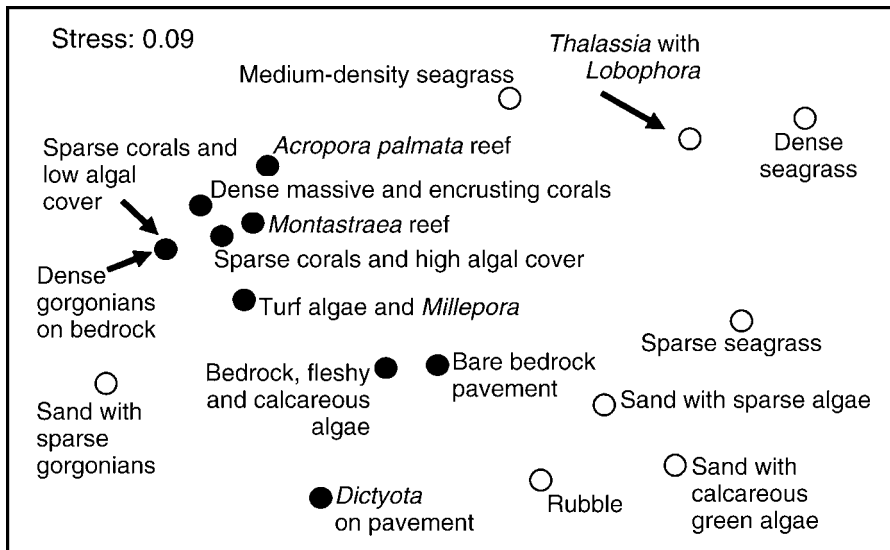 Stress: 0.09
Thalassia with
Lobophora
Medium-density seagrass
Dense
seagrass
Acropora palmata reef
Sparse corals and
low algal
cover
Dense massive and encrusting corals
Montastraea reef
Sparse corals and high algal cover
Dense
gorgonians
on bedrock
Turf algae and Millepora
Sparse seagrass
Bedrock, fleshy
and calcareous
algae
Bare bedrock
pavement
Sand with sparse algae
Sand with
sparse
gorgonians
Dictyota
on pavement
Rubble
Sand with
calcareous
green algae